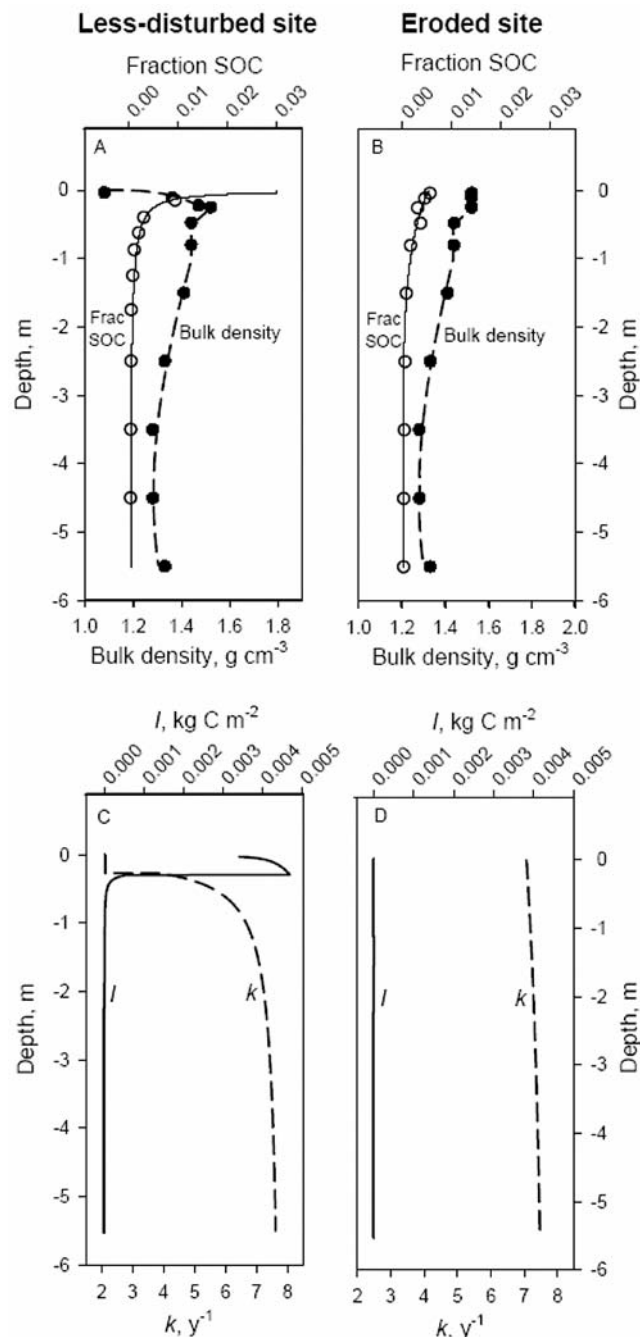 Less-disturbed site
Eroded site
Fraction SOC
Fraction SOC
0.00 0.01 0.02 0.03
0.00 0.01 0.02 0.03
A
B
0
-1
-2
-3
-4
-5
-6
0
-1
-2
-3
-4
-5
-6
Depth, m
Depth, m
Frac
SOC
Bulk density
Frac
SOC
Bulk density
1.0 1.2 1.4 1.6 1.8
1.0 1.2 1.4 1.6 1.8 2.0
Bulk density, g cm⁻³
Bulk density, g cm⁻³
I, kg C m⁻²
I, kg C m⁻²
0.000 0.001 0.002 0.003 0.004 0.005
0.000 0.001 0.002 0.003 0.004 0.005
C
D
0
-1
-2
-3
-4
-5
-6
0
-1
-2
-3
-4
-5
-6
Depth, m
Depth, m
I
k
I
k
2 3 4 5 6 7 8
2 3 4 5 6 7 8
k, y⁻¹
k, y⁻¹